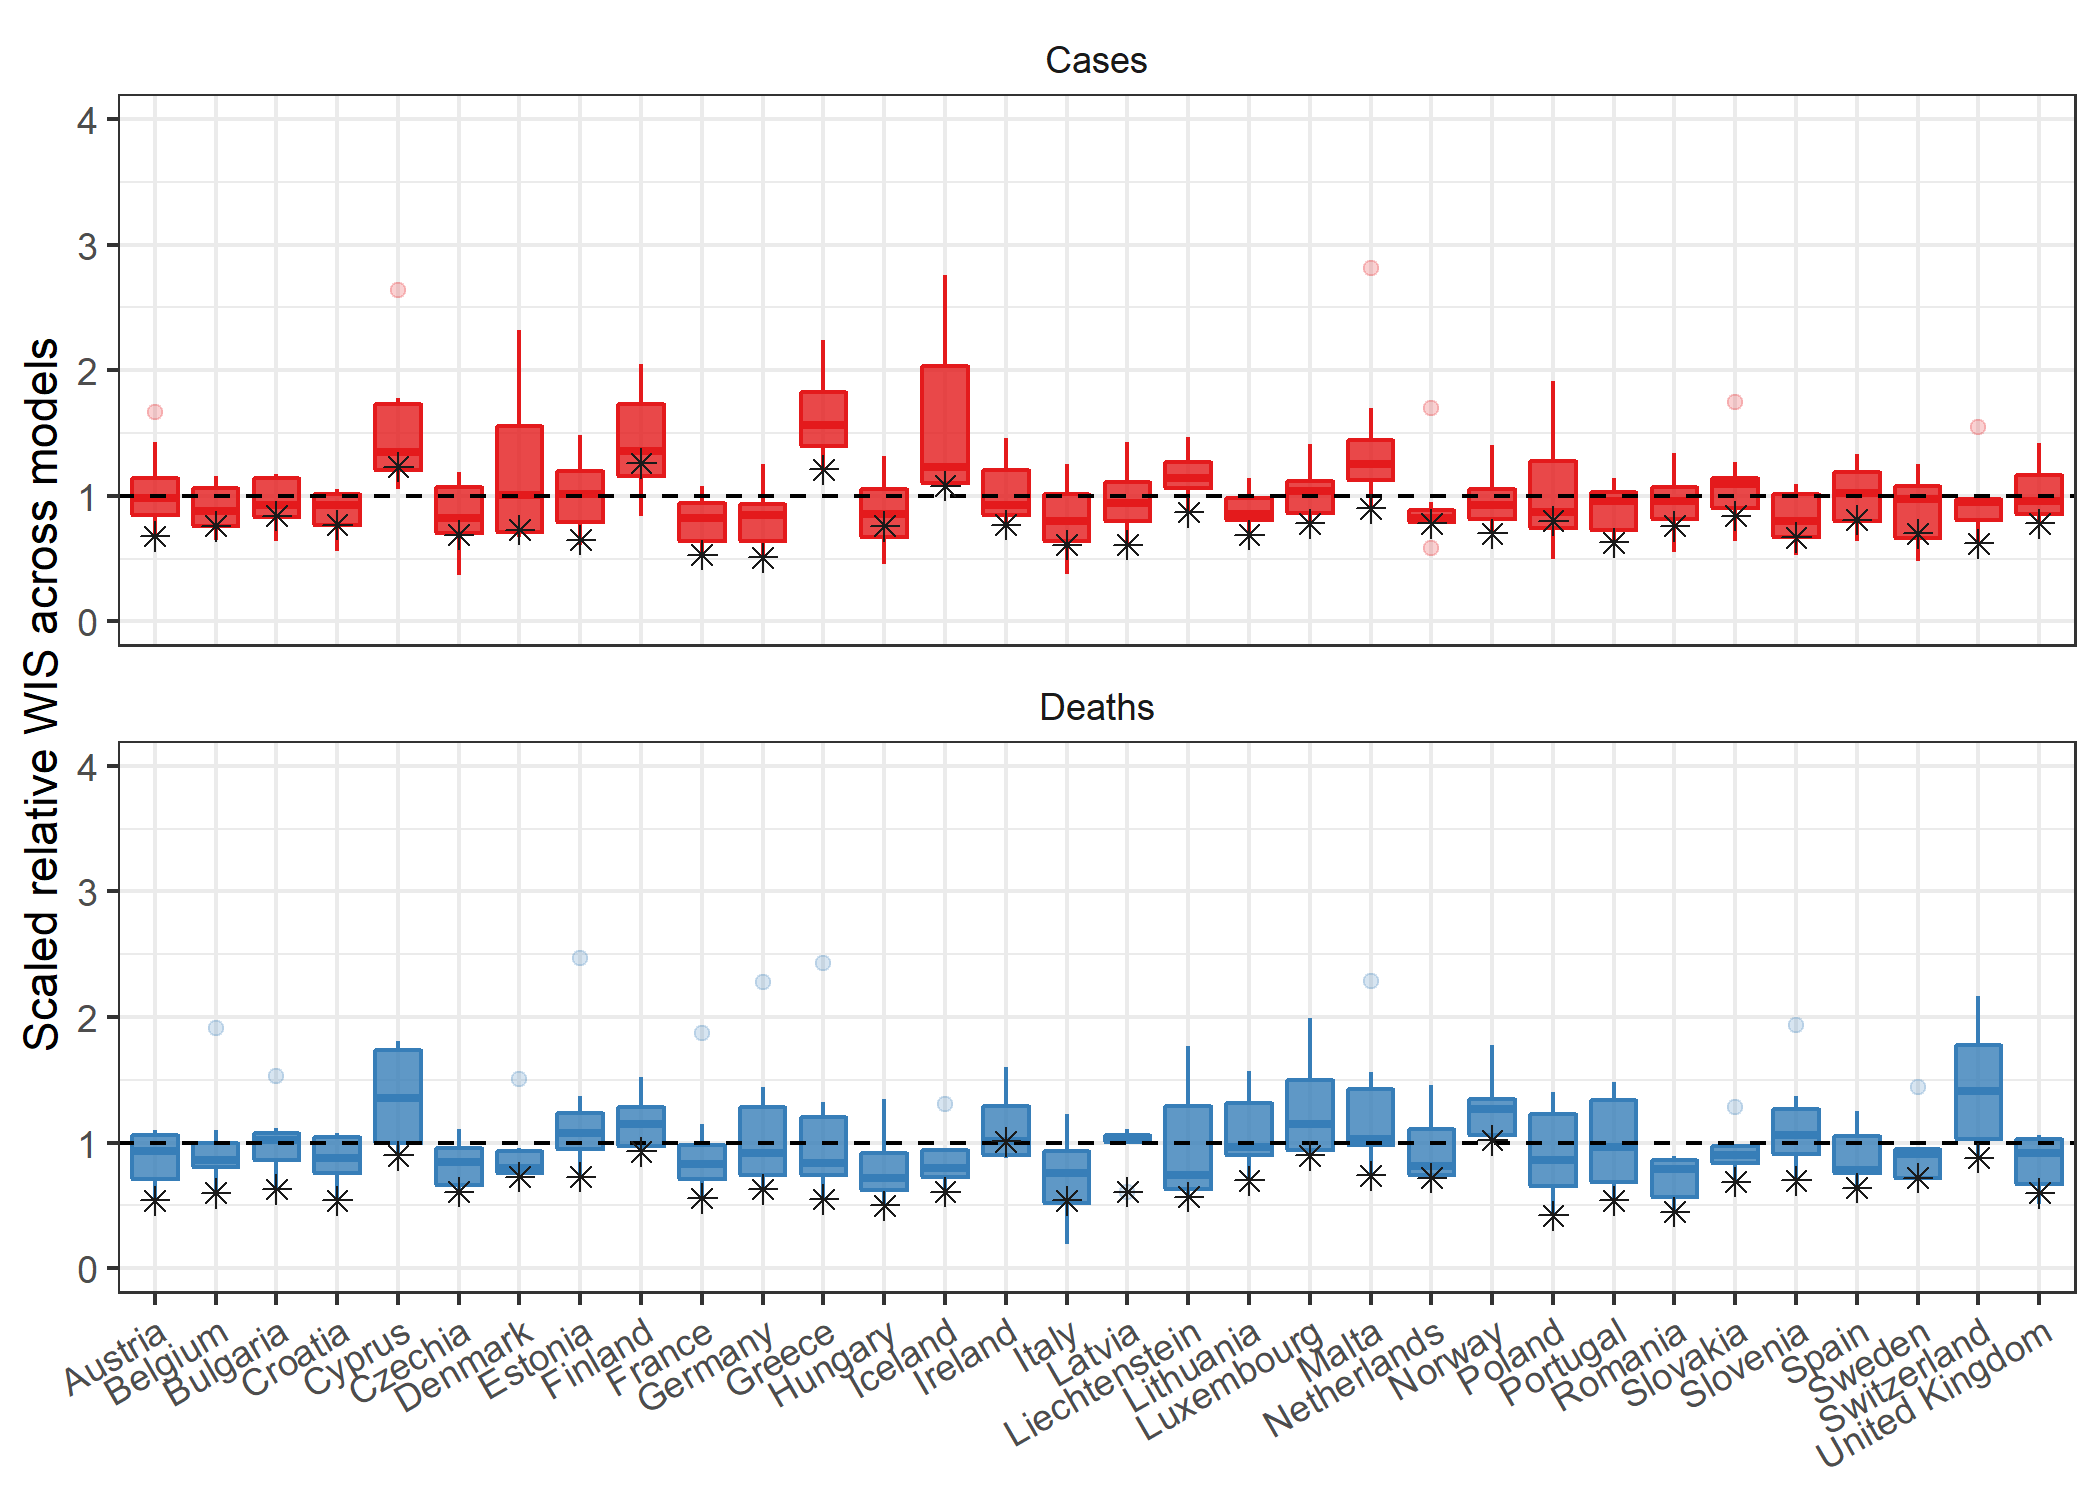 Cases
4
3
2
1
0
Scaled relative WIS across models
Deaths
4
3
2
1
0
Austria
Belgium
Bulgaria
Croatia
Cyprus
Czechia
Denmark
Estonia
Finland
France
Germany
Greece
Hungary
Iceland
Ireland
Italy
Latvia
Liechtenstein
Lithuania
Luxembourg
Malta
Netherlands
Norway
Poland
Portugal
Romania
Slovakia
Slovenia
Spain
Sweden
Switzerland
United Kingdom